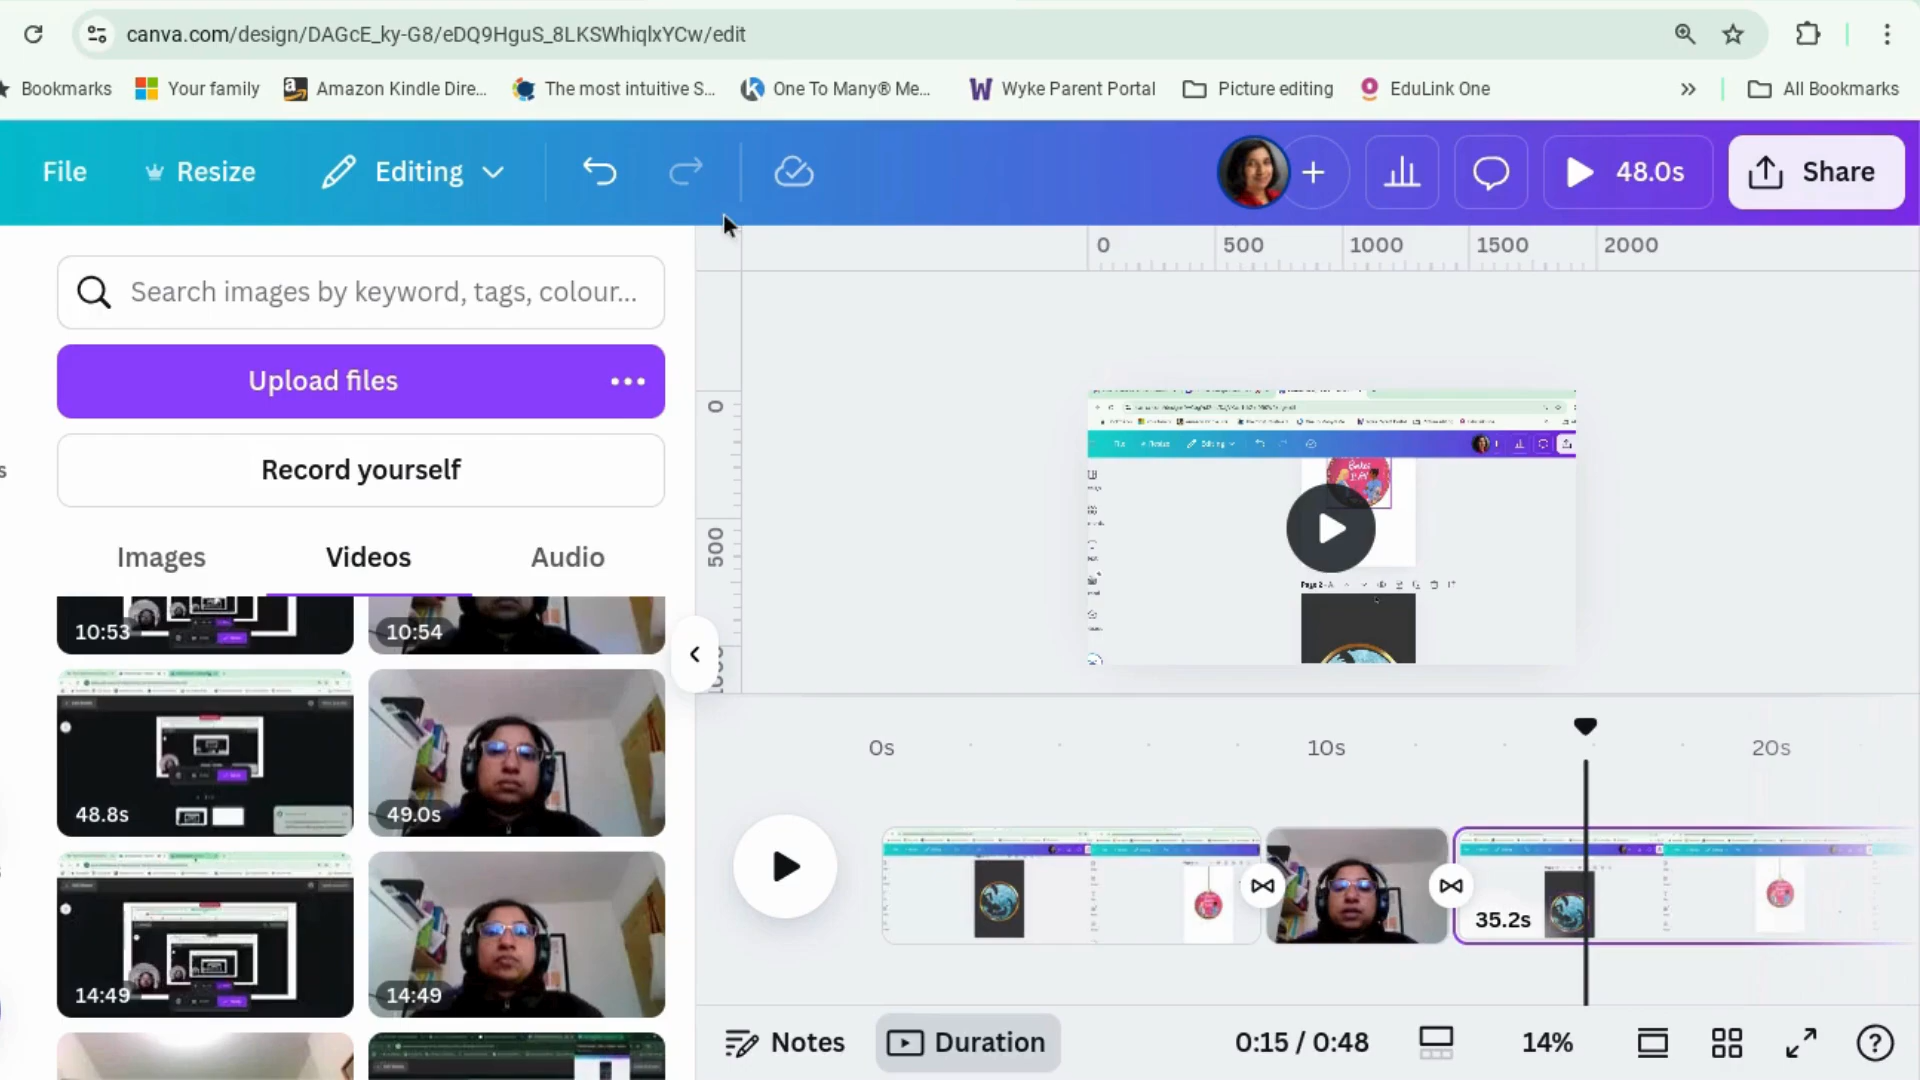 canva.com/design/DAGcE_ky-G8/eDQ9HguS_8LKSWhiqlxYCw/edit
Bookmarks
Your family
Amazon Kindle Dire...
The most intuitive S...
One To Many® Me...
Wyke Parent Portal
Picture editing
EduLink One
All Bookmarks
File
Resize
Editing
48.0s
Share
Search images by keyword, tags, colour...
Upload files
Record yourself
Images
Videos
Audio
10:53
10:54
48.8s
49.0s
14:49
14:49
0
500
1000
1500
2000
0
500
Page 2
0s
10s
20s
35.2s
Notes
Duration
0:15 / 0:48
14%